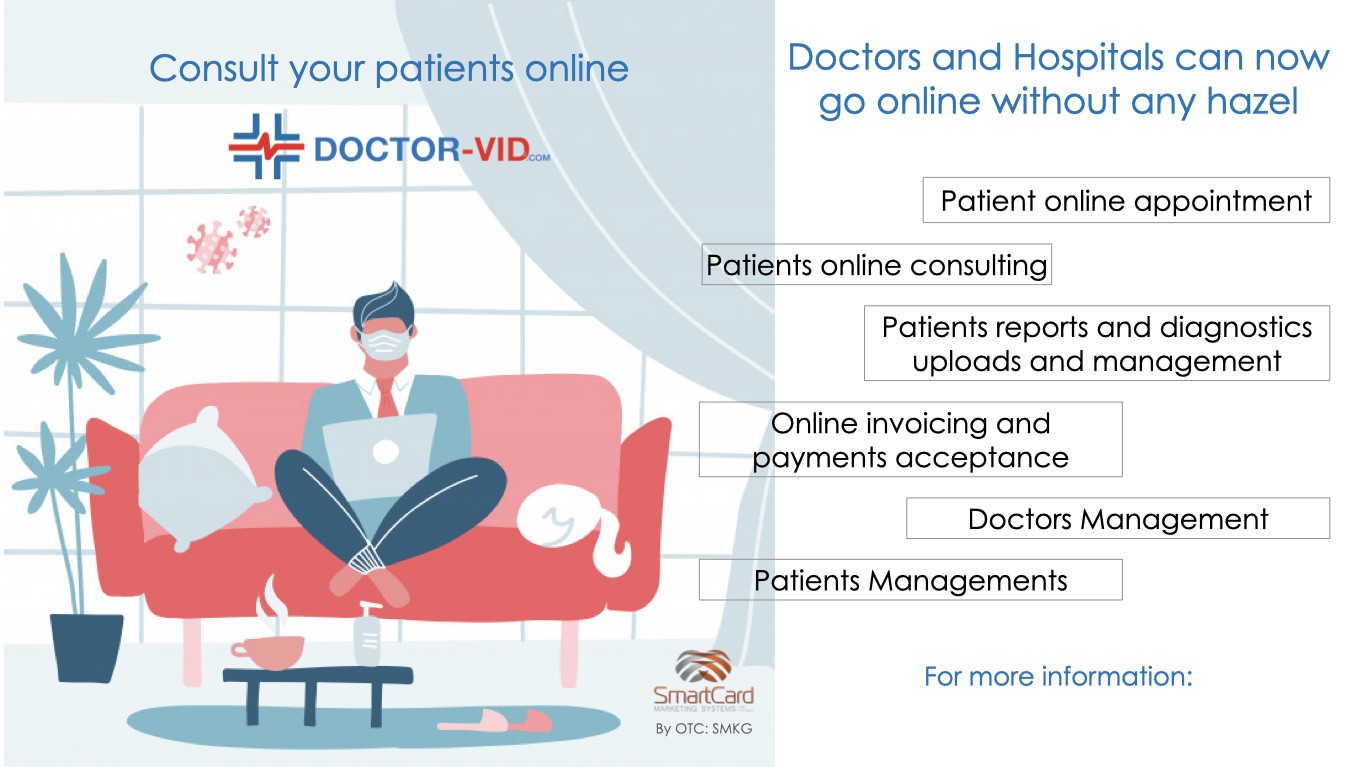 Consult your patients online
DOCTOR-VID.COM
Doctors and Hospitals can now
go online without any hazel
Patient online appointment
Patients online consulting
Patients reports and diagnostics
uploads and management
Online invoicing and
payments acceptance
Doctors Management
Patients Managements
For more information:
SmartCard
MARKETING SYSTEMS
By OTC: SMKG